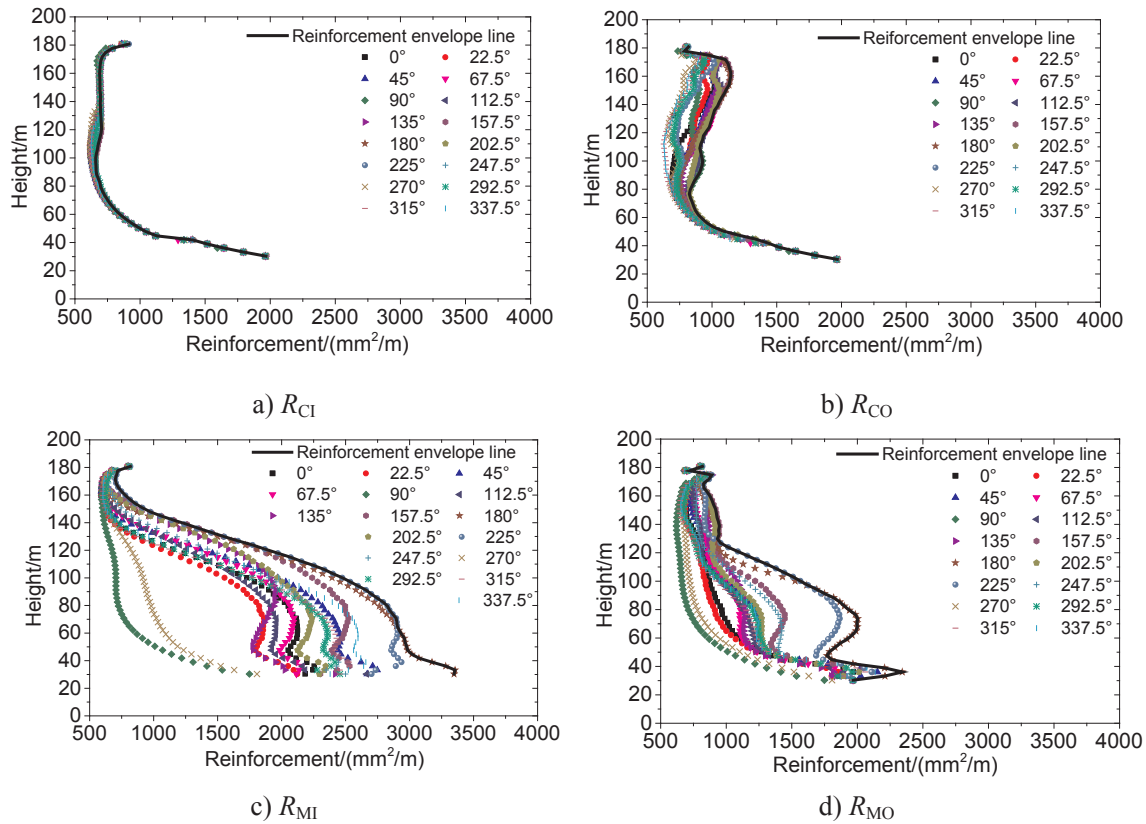 Reinforcement envelope line
0° 22.5°
45° 67.5°
90° 112.5°
135° 157.5°
180° 202.5°
225° 247.5°
270° 292.5°
315° 337.5°
Height/m
200
180
160
140
120
100
80
60
40
20
0
500 1000 1500 2000 2500 3000 3500 4000
Reinforcement/(mm²/m)
a) R_CI
Reinforcement envelope line
0° 22.5°
45° 67.5°
90° 112.5°
135° 157.5°
180° 202.5°
225° 247.5°
270° 292.5°
315° 337.5°
Heiht/m
200
180
160
140
120
100
80
60
40
20
0
500 1000 1500 2000 2500 3000 3500 4000
Reinforcement/(mm²/m)
b) R_CO
Reinforcement envelope line
0° 22.5° 45°
67.5° 90° 112.5°
135° 157.5° 180°
202.5° 225° 270°
247.5° 315°
292.5° 337.5°
Height/m
200
180
160
140
120
100
80
60
40
20
0
500 1000 1500 2000 2500 3000 3500 4000
Reinforcement/(mm²/m)
c) R_MI
Reinforcement envelope line
0° 22.5°
45° 67.5°
90° 112.5°
135° 157.5°
180° 202.5°
225° 247.5°
270° 292.5°
315° 337.5°
Height/m
200
180
160
140
120
100
80
60
40
20
0
500 1000 1500 2000 2500 3000 3500 4000
Reinforcement/(mm²/m)
d) R_MO